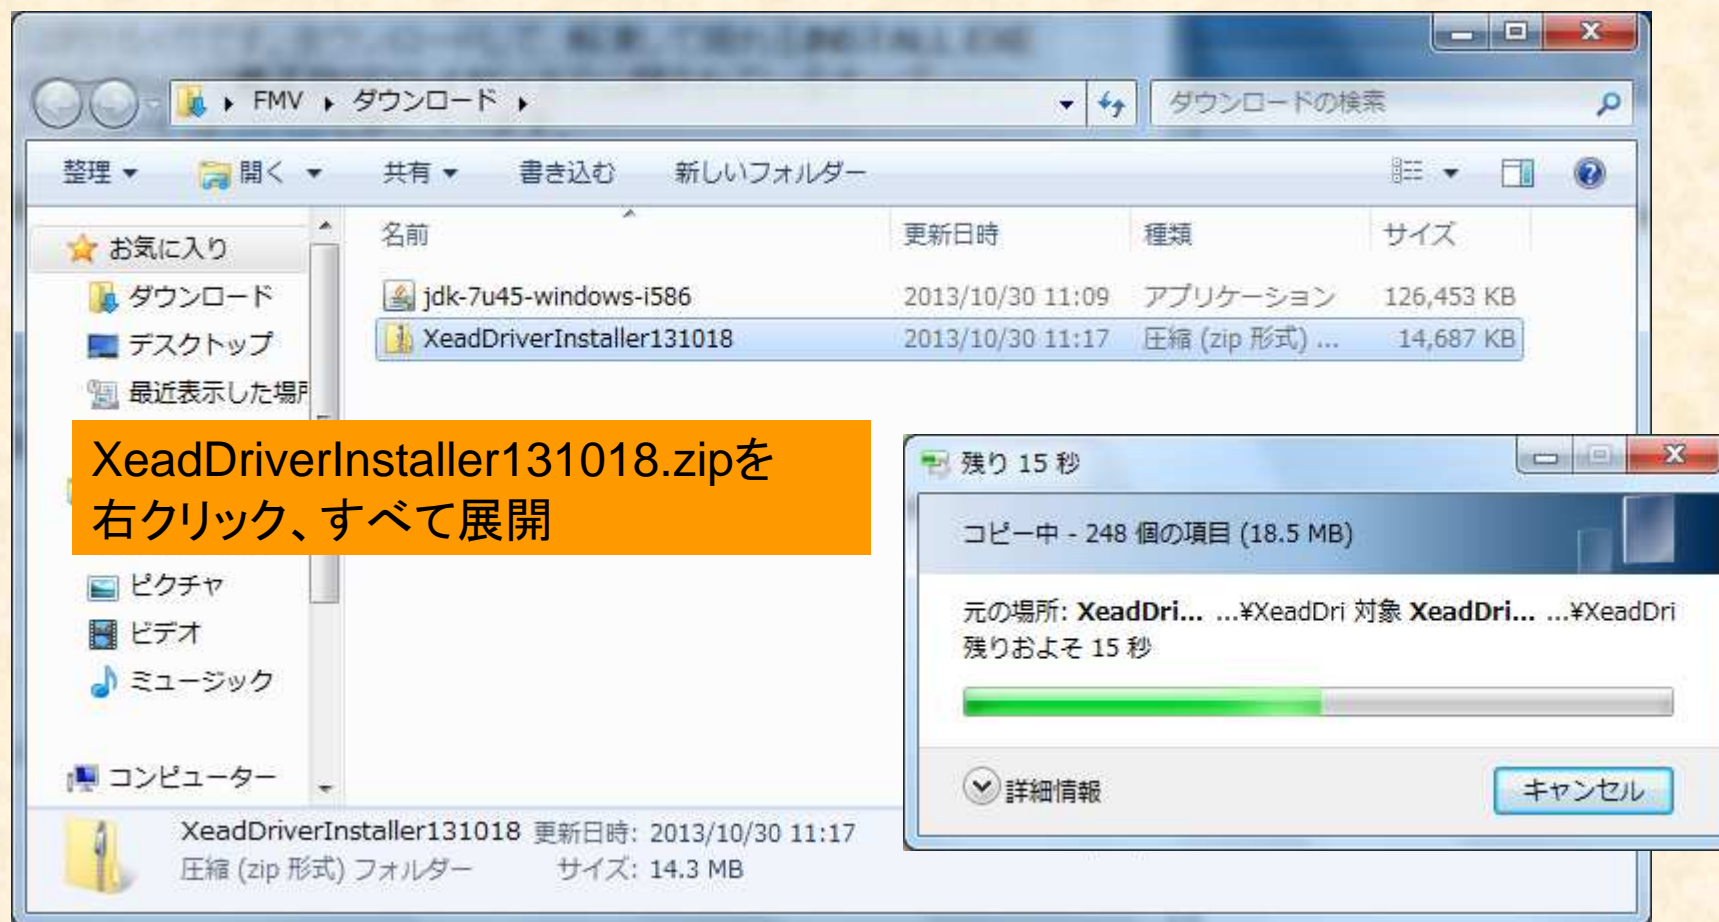 FMV ダウンロード
ダウンロードの検索
整理 開く 共有 書き込む 新しいフォルダー
名前 更新日時 種類 サイズ
お気に入り
ダウンロード
デスクトップ
最近表示した場所
jdk-7u45-windows-i586 2013/10/30 11:09 アプリケーション 126,453 KB
XeadDriverInstaller131018 2013/10/30 11:17 圧縮 (zip 形式) ... 14,687 KB
XeadDriverInstaller131018.zipを
右クリック、すべて展開
ピクチャ
ビデオ
ミュージック
コンピューター
残り 15 秒
コピー中 - 248 個の項目 (18.5 MB)
元の場所: XeadDri... ...¥XeadDri 対象 XeadDri... ...¥XeadDri
残りおよそ 15 秒
詳細情報 キャンセル
XeadDriverInstaller131018 更新日時: 2013/10/30 11:17
圧縮 (zip 形式) フォルダー サイズ: 14.3 MB